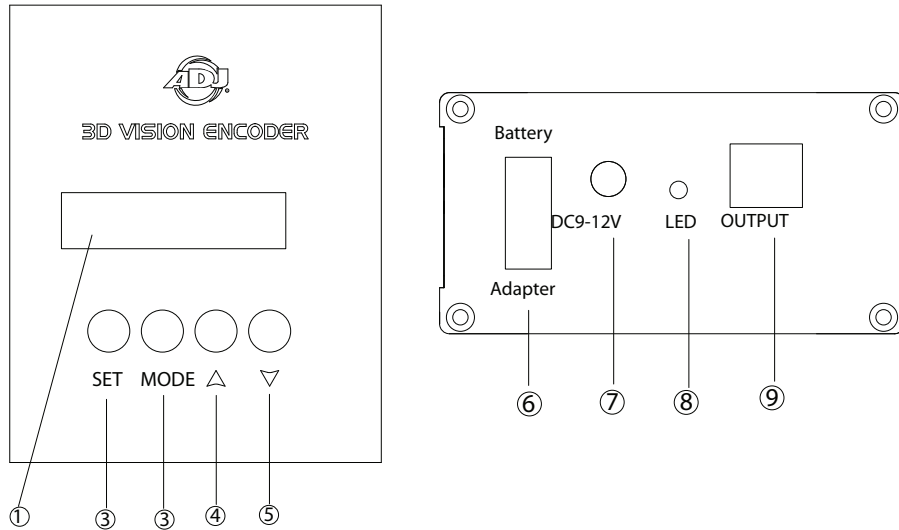 ADJ
3D VISION ENCODER
SET MODE
① ③ ③ ④ ⑤
Battery
DC9-12V LED OUTPUT
Adapter
⑥ ⑦ ⑧ ⑨